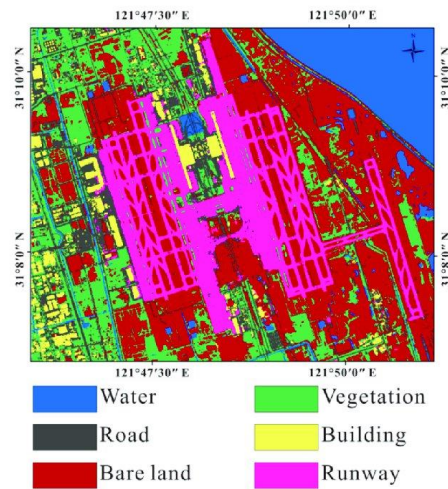 121°47'30" E 121°50'0" E
N
31°10'0" N 31°10'0" N
31°8'0" N 31°8'0" N
121°47'30" E 121°50'0" E
Water Vegetation
Road Building
Bare land Runway